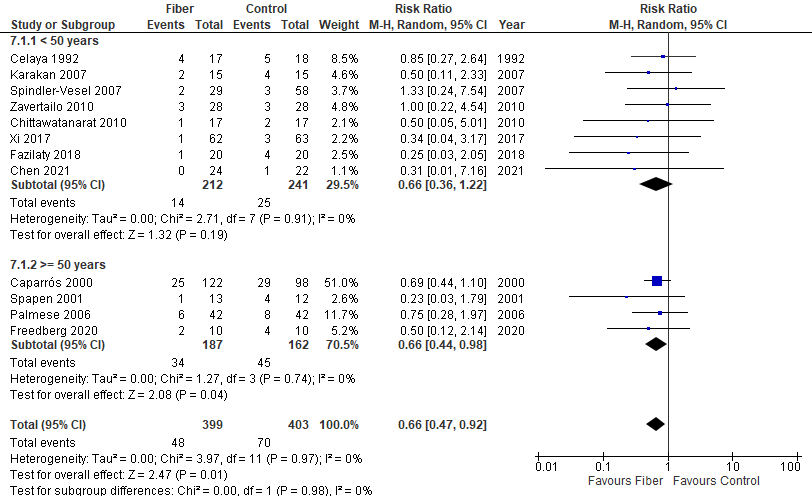 Fiber Control Risk Ratio Risk Ratio
Study or Subgroup Events Total Events Total Weight M-H, Random, 95% CI Year M-H, Random, 95% CI
7.1.1 < 50 years
Celaya 1992 4 17 5 18 8.5% 0.85 [0.27, 2.64] 1992
Karakan 2007 2 15 4 15 4.7% 0.50 [0.11, 2.33] 2007
Spindler-Vesel 2007 2 29 3 58 3.7% 1.33 [0.24, 7.54] 2007
Zavertailo 2010 3 28 3 28 4.9% 1.00 [0.22, 4.54] 2010
Chittawatanarat 2010 1 17 2 17 2.1% 0.50 [0.05, 5.01] 2010
Xi 2017 1 62 3 63 2.2% 0.34 [0.04, 3.17] 2017
Fazilaty 2018 1 20 4 20 2.5% 0.25 [0.03, 2.05] 2018
Chen 2021 0 24 1 22 1.1% 0.31 [0.01, 7.16] 2021
Subtotal (95% CI) 212 241 29.5% 0.66 [0.36, 1.22]
Total events 14 25
Heterogeneity: Tau² = 0.00; Chi² = 2.71, df = 7 (P = 0.91); I² = 0%
Test for overall effect: Z = 1.32 (P = 0.19)
7.1.2 >= 50 years
Caparrós 2000 25 122 29 98 51.0% 0.69 [0.44, 1.10] 2000
Spapen 2001 1 13 4 12 2.6% 0.23 [0.03, 1.79] 2001
Palmese 2006 6 42 8 42 11.7% 0.75 [0.28, 1.97] 2006
Freedberg 2020 2 10 4 10 5.2% 0.50 [0.12, 2.14] 2020
Subtotal (95% CI) 187 162 70.5% 0.66 [0.44, 0.98]
Total events 34 45
Heterogeneity: Tau² = 0.00; Chi² = 1.27, df = 3 (P = 0.74); I² = 0%
Test for overall effect: Z = 2.08 (P = 0.04)
Total (95% CI) 399 403 100.0% 0.66 [0.47, 0.92]
Total events 48 70
Heterogeneity: Tau² = 0.00; Chi² = 3.97, df = 11 (P = 0.97); I² = 0%
Test for overall effect: Z = 2.47 (P = 0.01)
Test for subgroup differences: Chi² = 0.00, df = 1 (P = 0.98), I² = 0%
0.01 0.1 1 10 100
Favours Fiber Favours Control